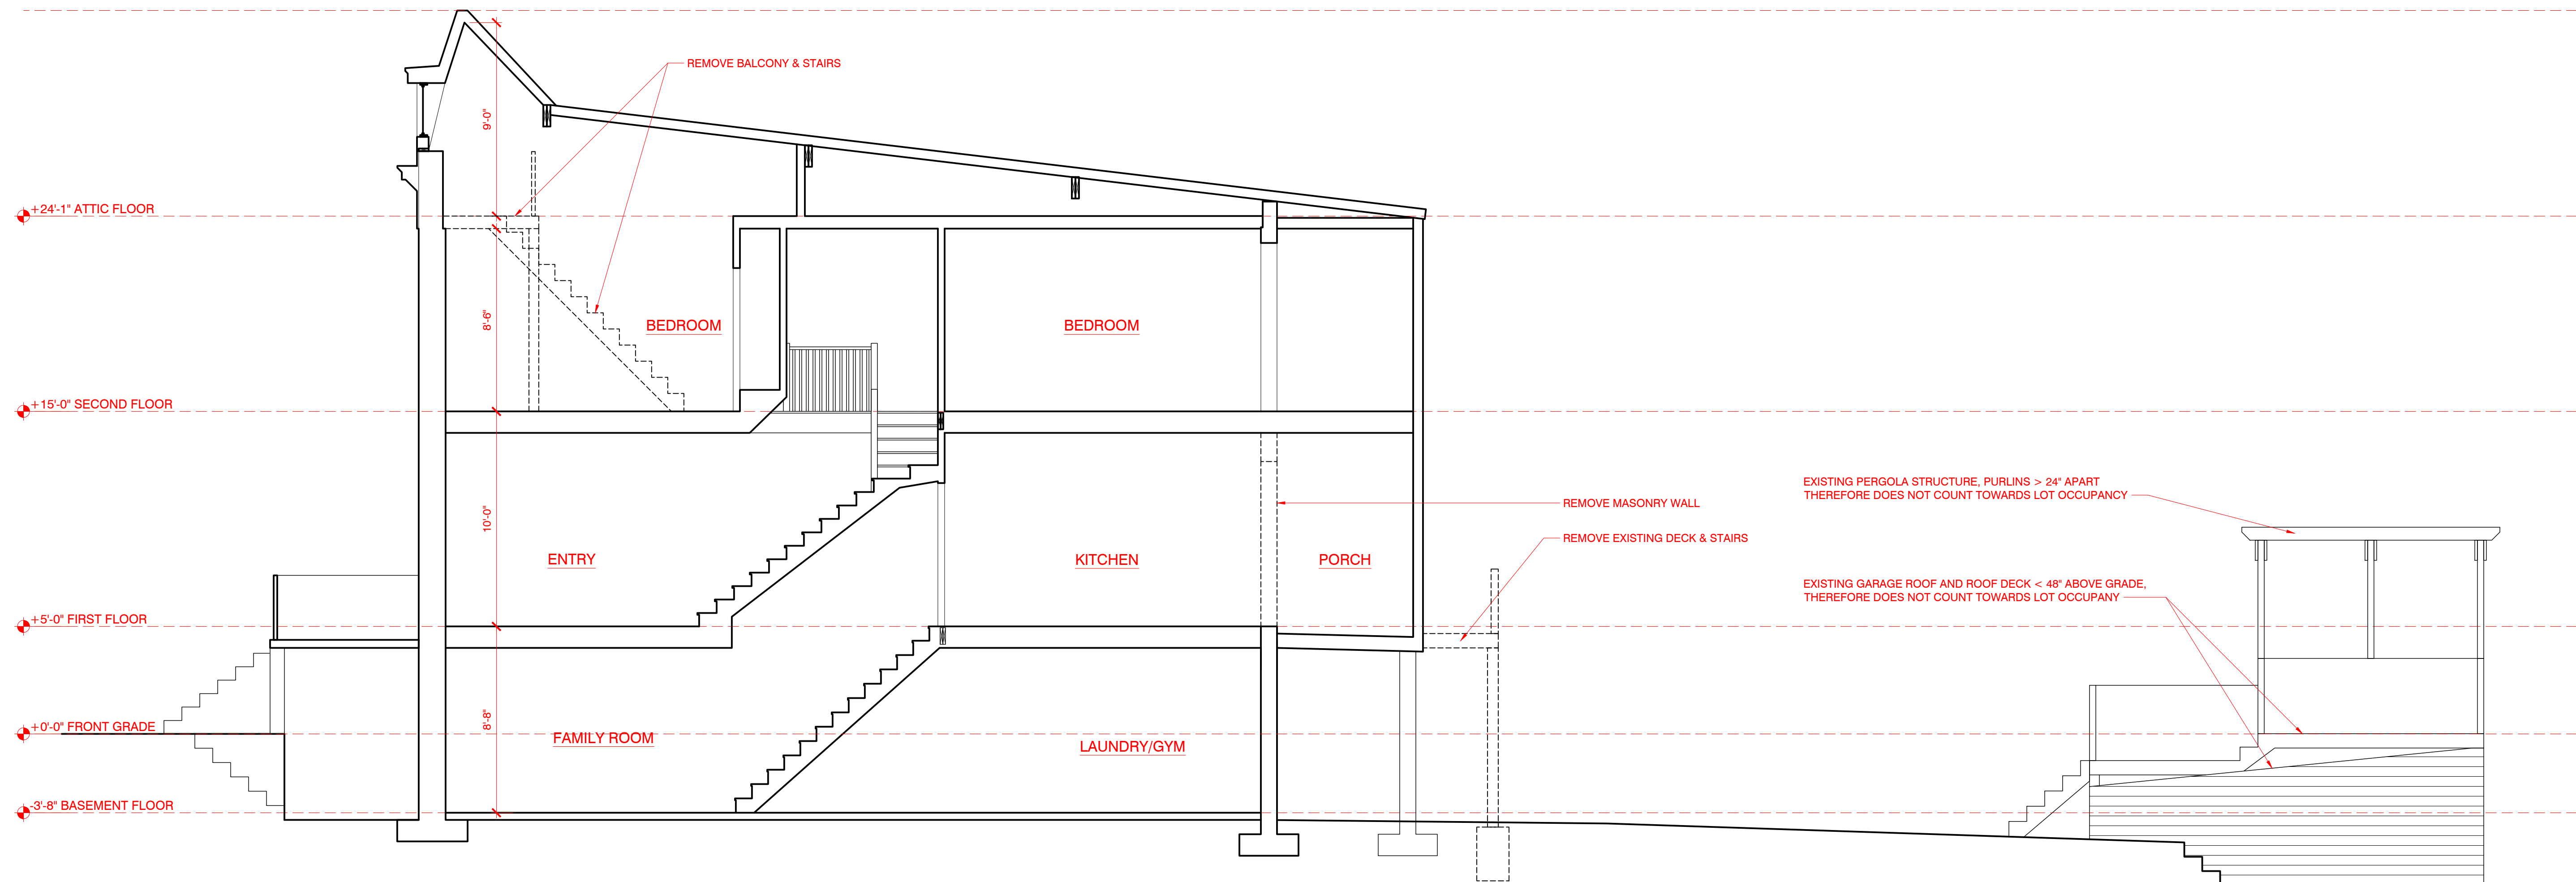 REMOVE BALCONY & STAIRS
9'-0"
+24'-1" ATTIC FLOOR
8'-6"
BEDROOM
BEDROOM
+15'-0" SECOND FLOOR
EXISTING PERGOLA STRUCTURE, PURLINS > 24" APART
THEREFORE DOES NOT COUNT TOWARDS LOT OCCUPANCY
REMOVE MASONRY WALL
10'-0"
REMOVE EXISTING DECK & STAIRS
ENTRY
KITCHEN
PORCH
EXISTING GARAGE ROOF AND ROOF DECK < 48" ABOVE GRADE,
THEREFORE DOES NOT COUNT TOWARDS LOT OCCUPANY
+5'-0" FIRST FLOOR
8'-8"
+0'-0" FRONT GRADE
FAMILY ROOM
LAUNDRY/GYM
-3'-8" BASEMENT FLOOR